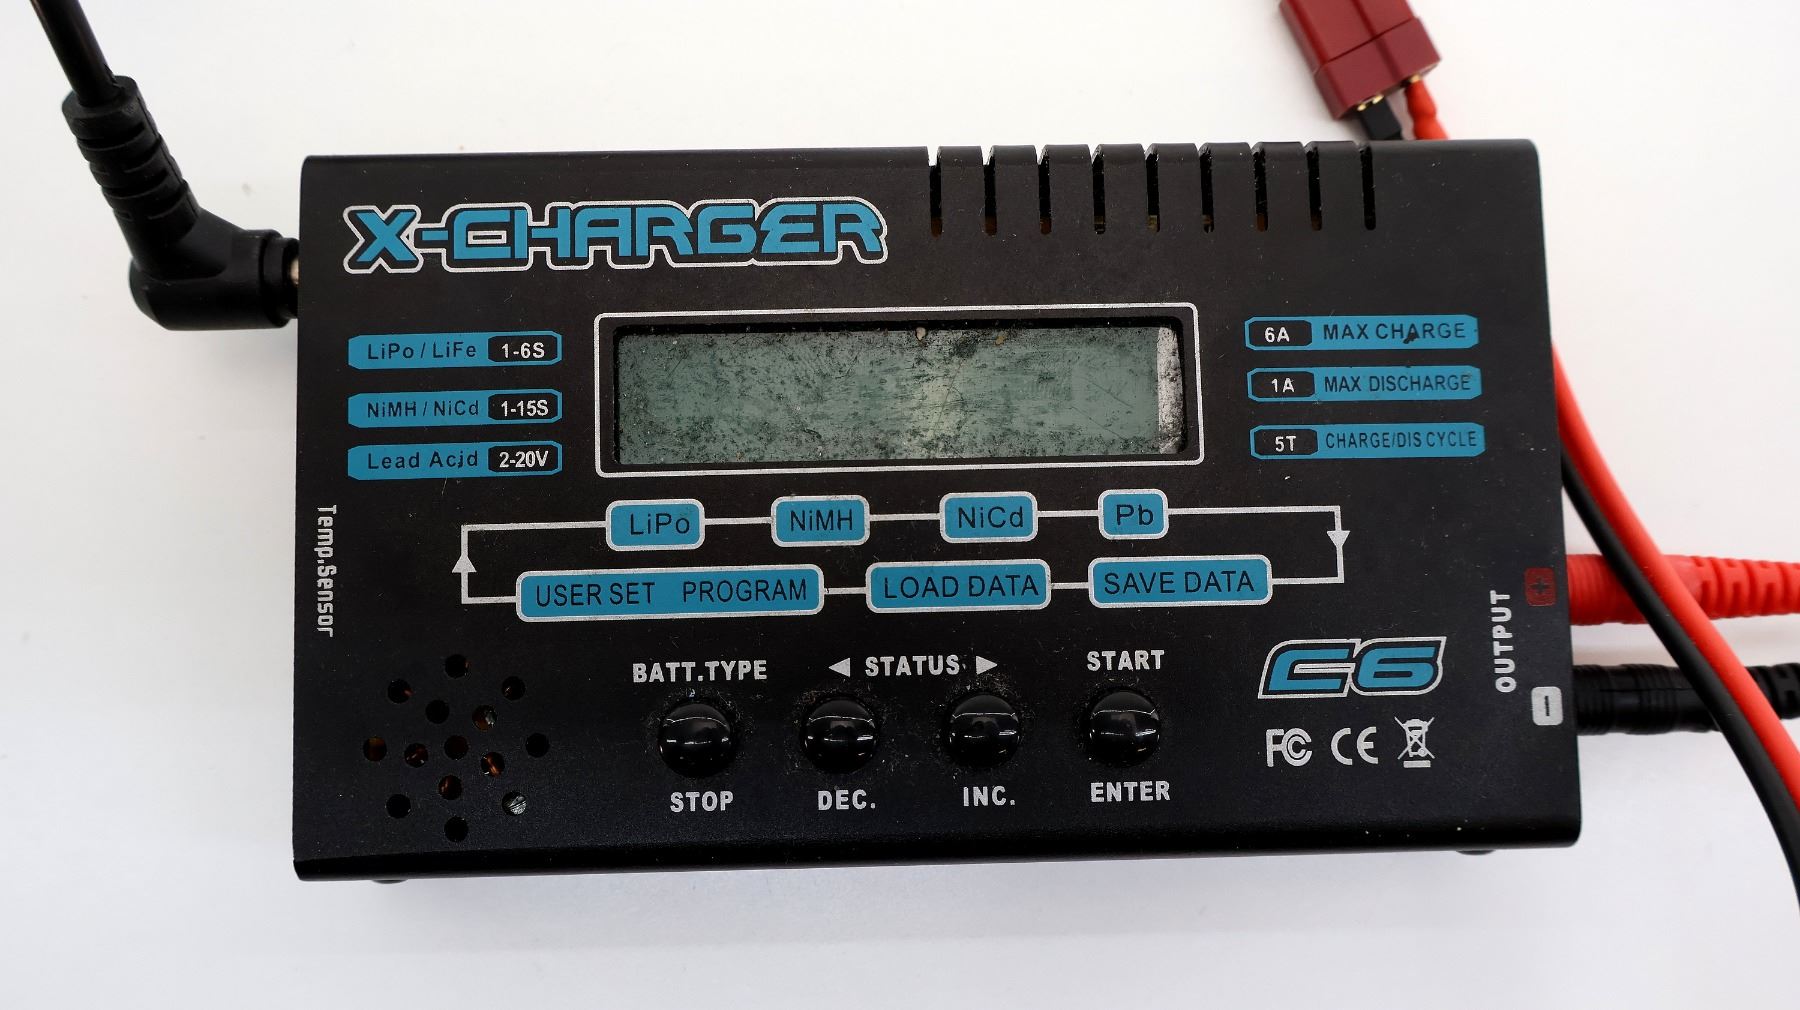 X-CHARGER
LiPo / LiFe 1-6S
NiMH / NiCd 1-15S
Lead Acid 2-20V
6A MAX CHARGE
1A MAX DISCHARGE
5T CHARGE/DIS CYCLE
LiPo NiMH NiCd Pb
USER SET PROGRAM LOAD DATA SAVE DATA
Temp.Sensor
OUTPUT
+
-
BATT.TYPE ◀ STATUS ▶ START
STOP DEC. INC. ENTER
C6
FC CE